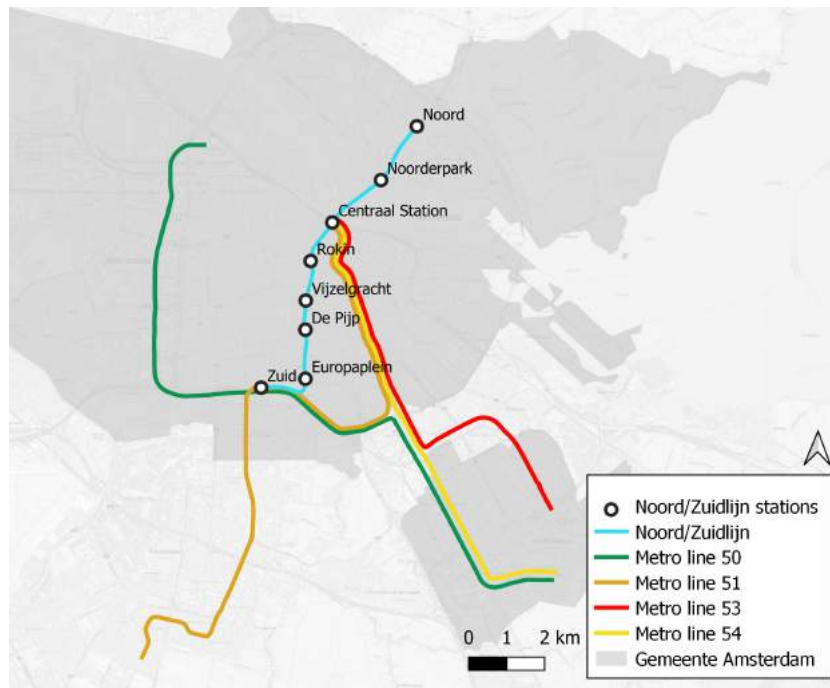 Noord
Noorderpark
Centraal Station
Rokin
Vijzelgracht
De Pijp
Europaplein
Zuid
Noord/Zuidlijn stations
Noord/Zuidlijn
Metro line 50
Metro line 51
Metro line 53
Metro line 54
Gemeente Amsterdam
0 1 2 km